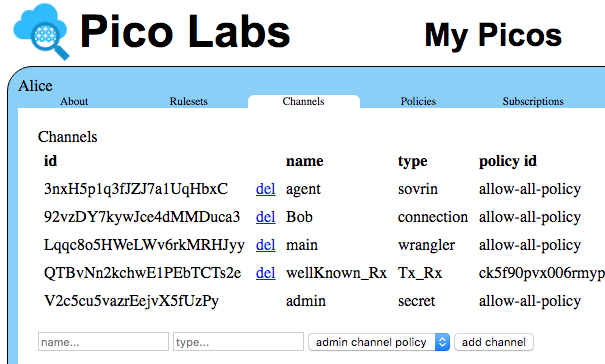 Pico Labs My Picos
Alice
About Rulesets Channels Policies Subscriptions
Channels
id name type policy id
3nxH5p1q3fJZJ7a1UqHbxC del agent sovrin allow-all-policy
92vzDY7kywJce4dMMDuca3 del Bob connection allow-all-policy
Lqqc8o5HWeLWv6rkMRHJyy del main wrangler allow-all-policy
QTBvNn2kchwE1PEbTCTs2e del wellKnown_Rx Tx_Rx ck5f90pvx006rmyp
V2c5cu5vazrEejvX5fUzPy admin secret allow-all-policy
name... type... admin channel policy add channel